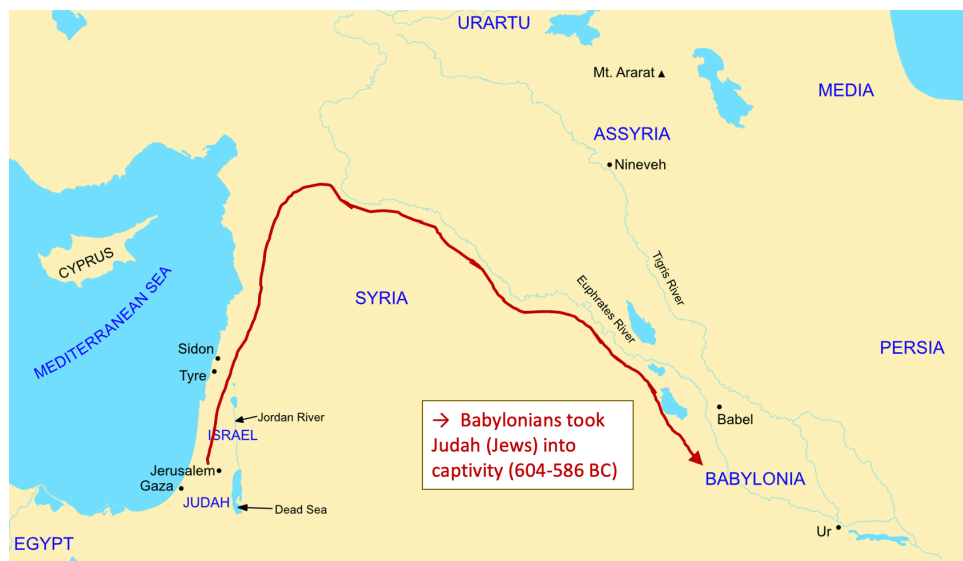 URARTU
Mt. Ararat
MEDIA
ASSYRIA
Nineveh
CYPRUS
MEDITERRANEAN SEA
Tigris River
SYRIA
Euphrates River
PERSIA
Sidon
Tyre
Jordan River
ISRAEL
→ Babylonians took
Judah (Jews) into
captivity (604-586 BC)
Babel
Jerusalem
Gaza
JUDAH
Dead Sea
BABYLONIA
Ur
EGYPT